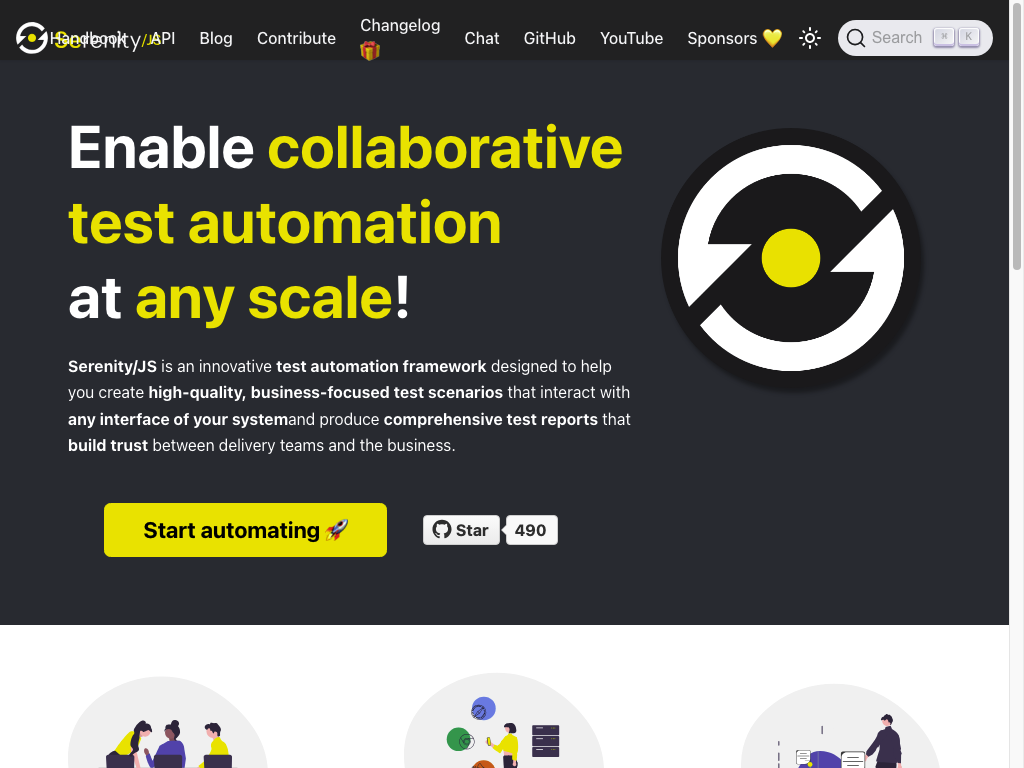 Serenity/JS
Handbook API Blog Contribute Changelog 🎁 Chat GitHub YouTube Sponsors 💛 Search ⌘ K
Enable collaborative
test automation
at any scale!
Serenity/JS is an innovative test automation framework designed to help
you create high-quality, business-focused test scenarios that interact with
any interface of your systemand produce comprehensive test reports that
build trust between delivery teams and the business.
Start automating 🚀
Star 490